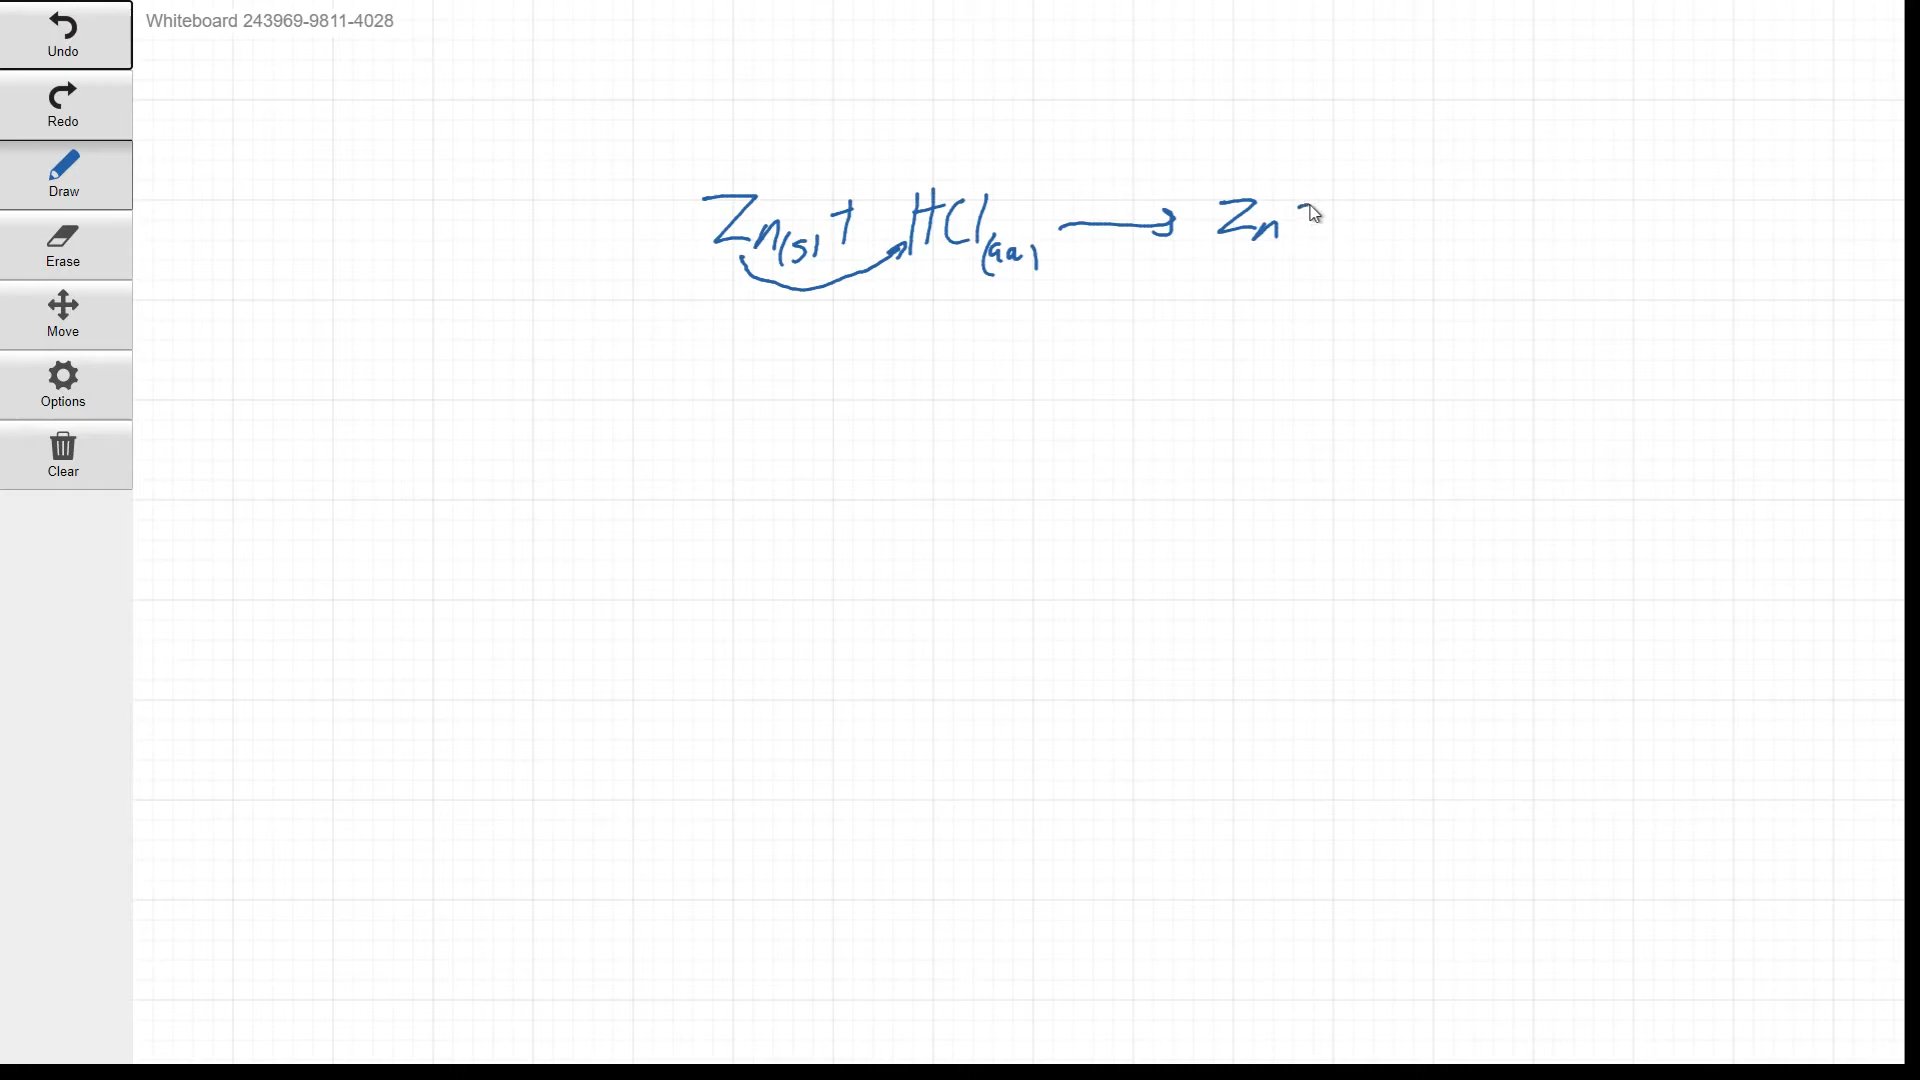 Whiteboard 243969-9811-4028
Undo
Redo
Draw
Erase
Move
Options
Clear
Zn(s) + HCl(aq) → Zn